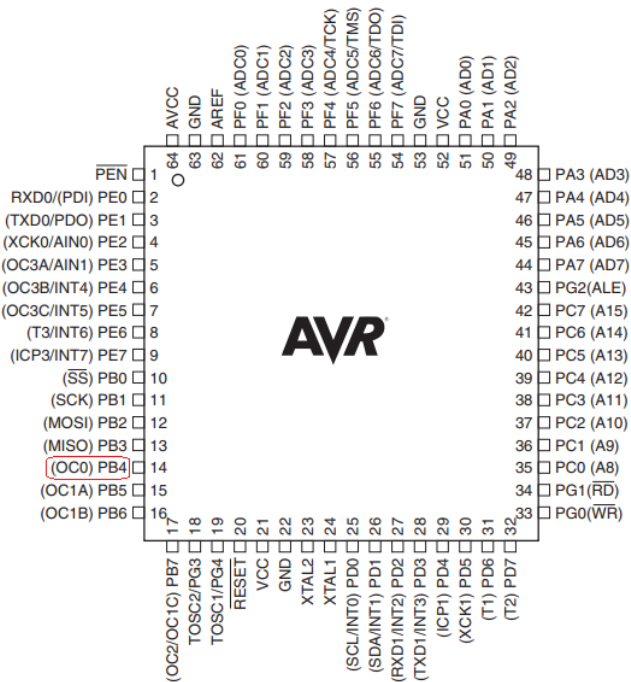 AVCC
GND
AREF
PF0 (ADC0)
PF1 (ADC1)
PF2 (ADC2)
PF3 (ADC3)
PF4 (ADC4/TCK)
PF5 (ADC5/TMS)
PF6 (ADC6/TDO)
PF7 (ADC7/TDI)
GND
VCC
PA0 (AD0)
PA1 (AD1)
PA2 (AD2)
64 63 62 61 60 59 58 57 56 55 54 53 52 51 50 49
PEN 1
RXD0/(PDI) PE0 2
(TXD0/PDO) PE1 3
(XCK0/AIN0) PE2 4
(OC3A/AIN1) PE3 5
(OC3B/INT4) PE4 6
(OC3C/INT5) PE5 7
(T3/INT6) PE6 8
(ICP3/INT7) PE7 9
(SS) PB0 10
(SCK) PB1 11
(MOSI) PB2 12
(MISO) PB3 13
(OC0) PB4 14
(OC1A) PB5 15
(OC1B) PB6 16
AVR
48 PA3 (AD3)
47 PA4 (AD4)
46 PA5 (AD5)
45 PA6 (AD6)
44 PA7 (AD7)
43 PG2(ALE)
42 PC7 (A15)
41 PC6 (A14)
40 PC5 (A13)
39 PC4 (A12)
38 PC3 (A11)
37 PC2 (A10)
36 PC1 (A9)
35 PC0 (A8)
34 PG1(RD)
33 PG0(WR)
17 18 19 20 21 22 23 24 25 26 27 28 29 30 31 32
(OC2/OC1C) PB7
TOSC2/PG3
TOSC1/PG4
RESET
VCC
GND
XTAL2
XTAL1
(SCL/INT0) PD0
(SDA/INT1) PD1
(RXD1/INT2) PD2
(TXD1/INT3) PD3
(ICP1) PD4
(XCK1) PD5
(T1) PD6
(T2) PD7